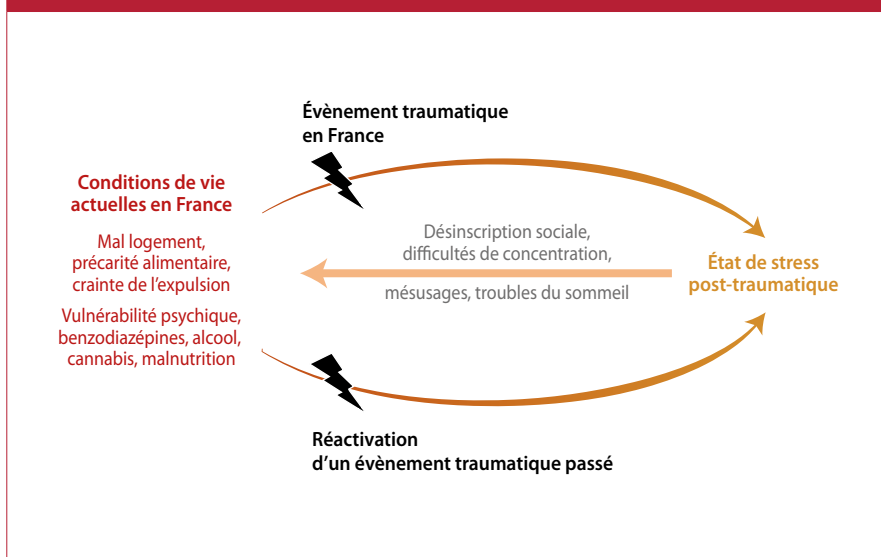 Évènement traumatique
en France
Conditions de vie
actuelles en France
Mal logement,
précarité alimentaire,
crainte de l'expulsion
Vulnérabilité psychique,
benzodiazépines, alcool,
cannabis, malnutrition
Désinscription sociale,
difficultés de concentration,
mésusages, troubles du sommeil
État de stress
post-traumatique
Réactivation
d'un évènement traumatique passé